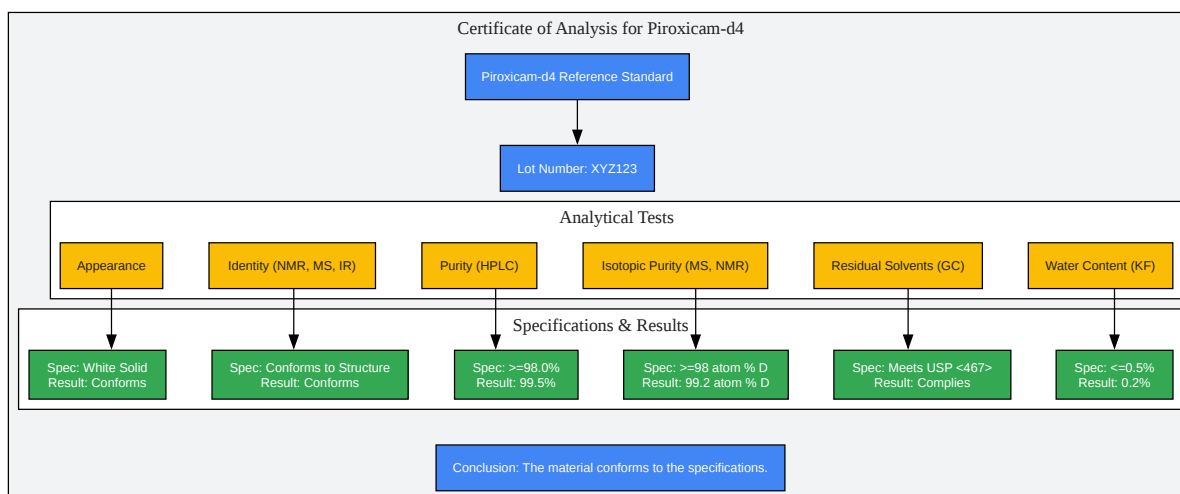 Certificate of Analysis for Piroxicam-d4
Piroxicam-d4 Reference Standard
Lot Number: XYZ123
Analytical Tests
Appearance
Identity (NMR, MS, IR)
Purity (HPLC)
Isotopic Purity (MS, NMR)
Residual Solvents (GC)
Water Content (KF)
Specifications & Results
Spec: White Solid
Result: Conforms
Spec: Conforms to Structure
Result: Conforms
Spec: >=98.0%
Result: 99.5%
Spec: >=98 atom % D
Result: 99.2 atom % D
Spec: Meets USP <467>
Result: Complies
Spec: <=0.5%
Result: 0.2%
Conclusion: The material conforms to the specifications.